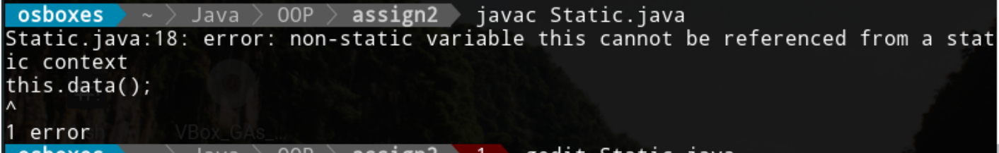 osboxes ~ Java OOP assign2 javac Static.java
Static.java:18: error: non-static variable this cannot be referenced from a stat
ic context
this.data();
^
1 error
VBox_GAs_...
osboxes ~ Java OOP assign2 1 gedit Static.java